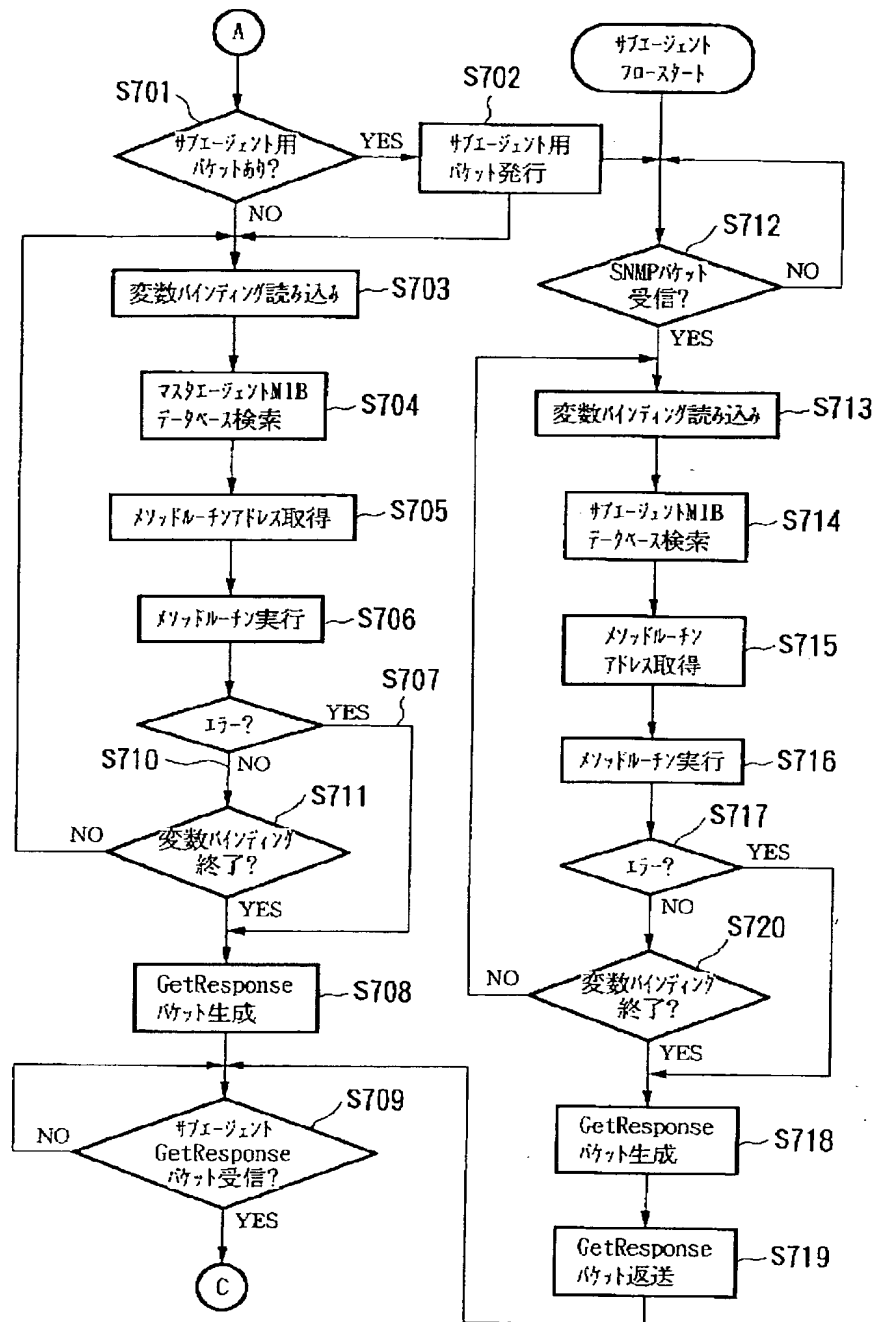 A
S701
サブエージェント用
パケットあり?
YES
NO
S702
サブエージェント用
パケット発行
変数バインディング読み込み
S703
マスタエージェントMIB
データベース検索
S704
メソッドルーチンアドレス取得
S705
メソッドルーチン実行
S706
エラー?
YES
S707
S710
NO
S711
変数バインディング
終了?
NO
YES
GetResponse
パケット生成
S708
S709
サブエージェント
GetResponse
パケット受信?
NO
YES
C
サブエージェント
フロースタート
S712
SNMPパケット
受信?
NO
YES
変数バインディング読み込み
S713
サブエージェントMIB
データベース検索
S714
メソッドルーチン
アドレス取得
S715
メソッドルーチン実行
S716
S717
エラー?
YES
NO
S720
変数バインディング
終了?
NO
YES
GetResponse
パケット生成
S718
GetResponse
パケット返送
S719